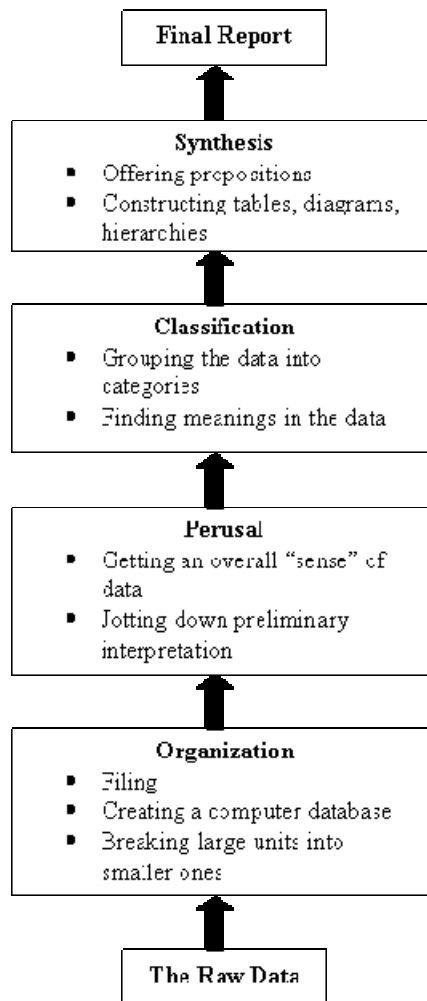 Final Report
Synthesis
▪ Offering propositions
▪ Constructing tables, diagrams,
hierarchies
Classification
▪ Grouping the data into
categories
▪ Finding meanings in the data
Perusal
▪ Getting an overall “sense” of
data
▪ Jotting down preliminary
interpretation
Organization
▪ Filing
▪ Creating a computer database
▪ Breaking large units into
smaller ones
The Raw Data